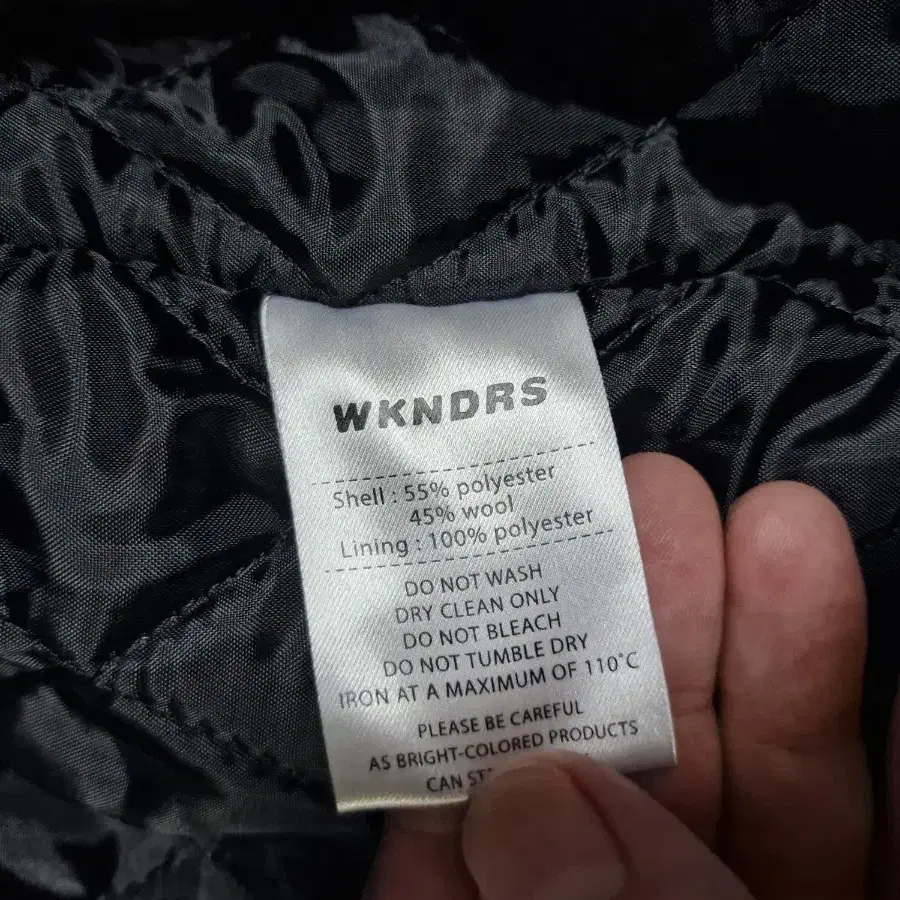 WKNDRS
Shell : 55% polyester
45% wool
Lining : 100% polyester
DO NOT WASH
DRY CLEAN ONLY
DO NOT BLEACH
DO NOT TUMBLE DRY
IRON AT A MAXIMUM OF 110°C
PLEASE BE CAREFUL
AS BRIGHT-COLORED PRODUCTS
CAN